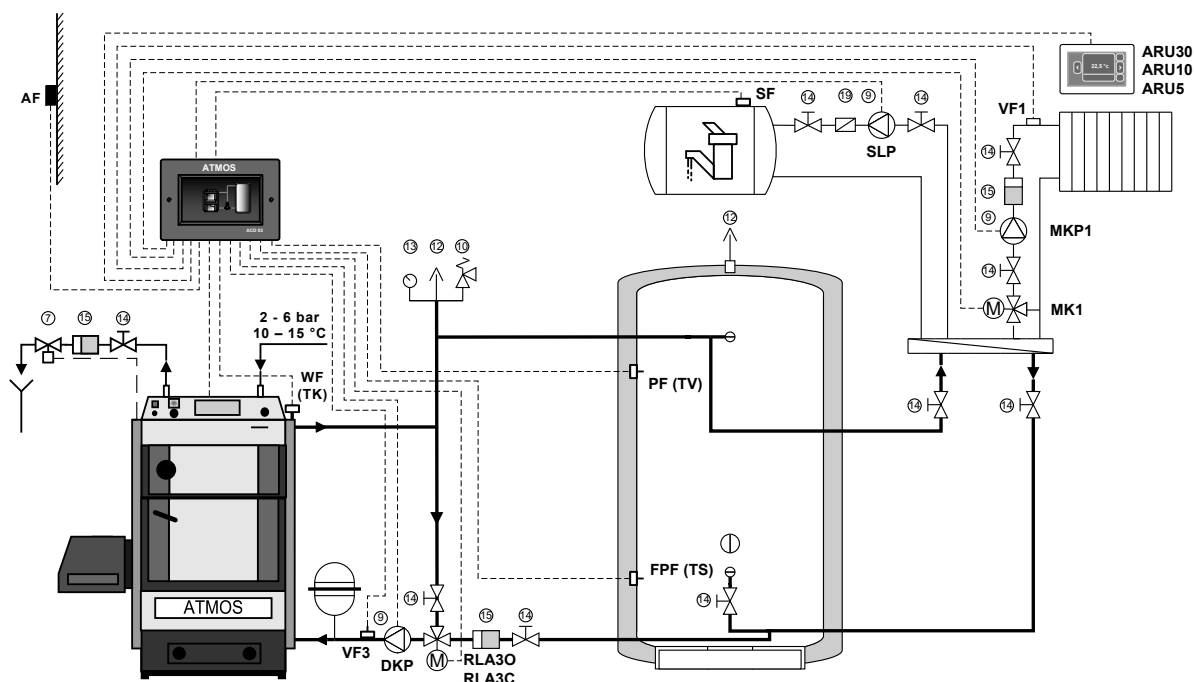 ARU30
ARU10
ARU5
22,5 °C
AF
SF
14
19
9
14
VF1
SLP
14
15
9
MKP1
14
M
MK1
ATMOS
ACD 03
12
13
12
10
7
15
14
2 - 6 bar
10 – 15 °C
WF
(TK)
PF (TV)
14
14
FPF (TS)
14
14
ATMOS
9
15
14
VF3
DKP
M
RLA3O
RLA3C